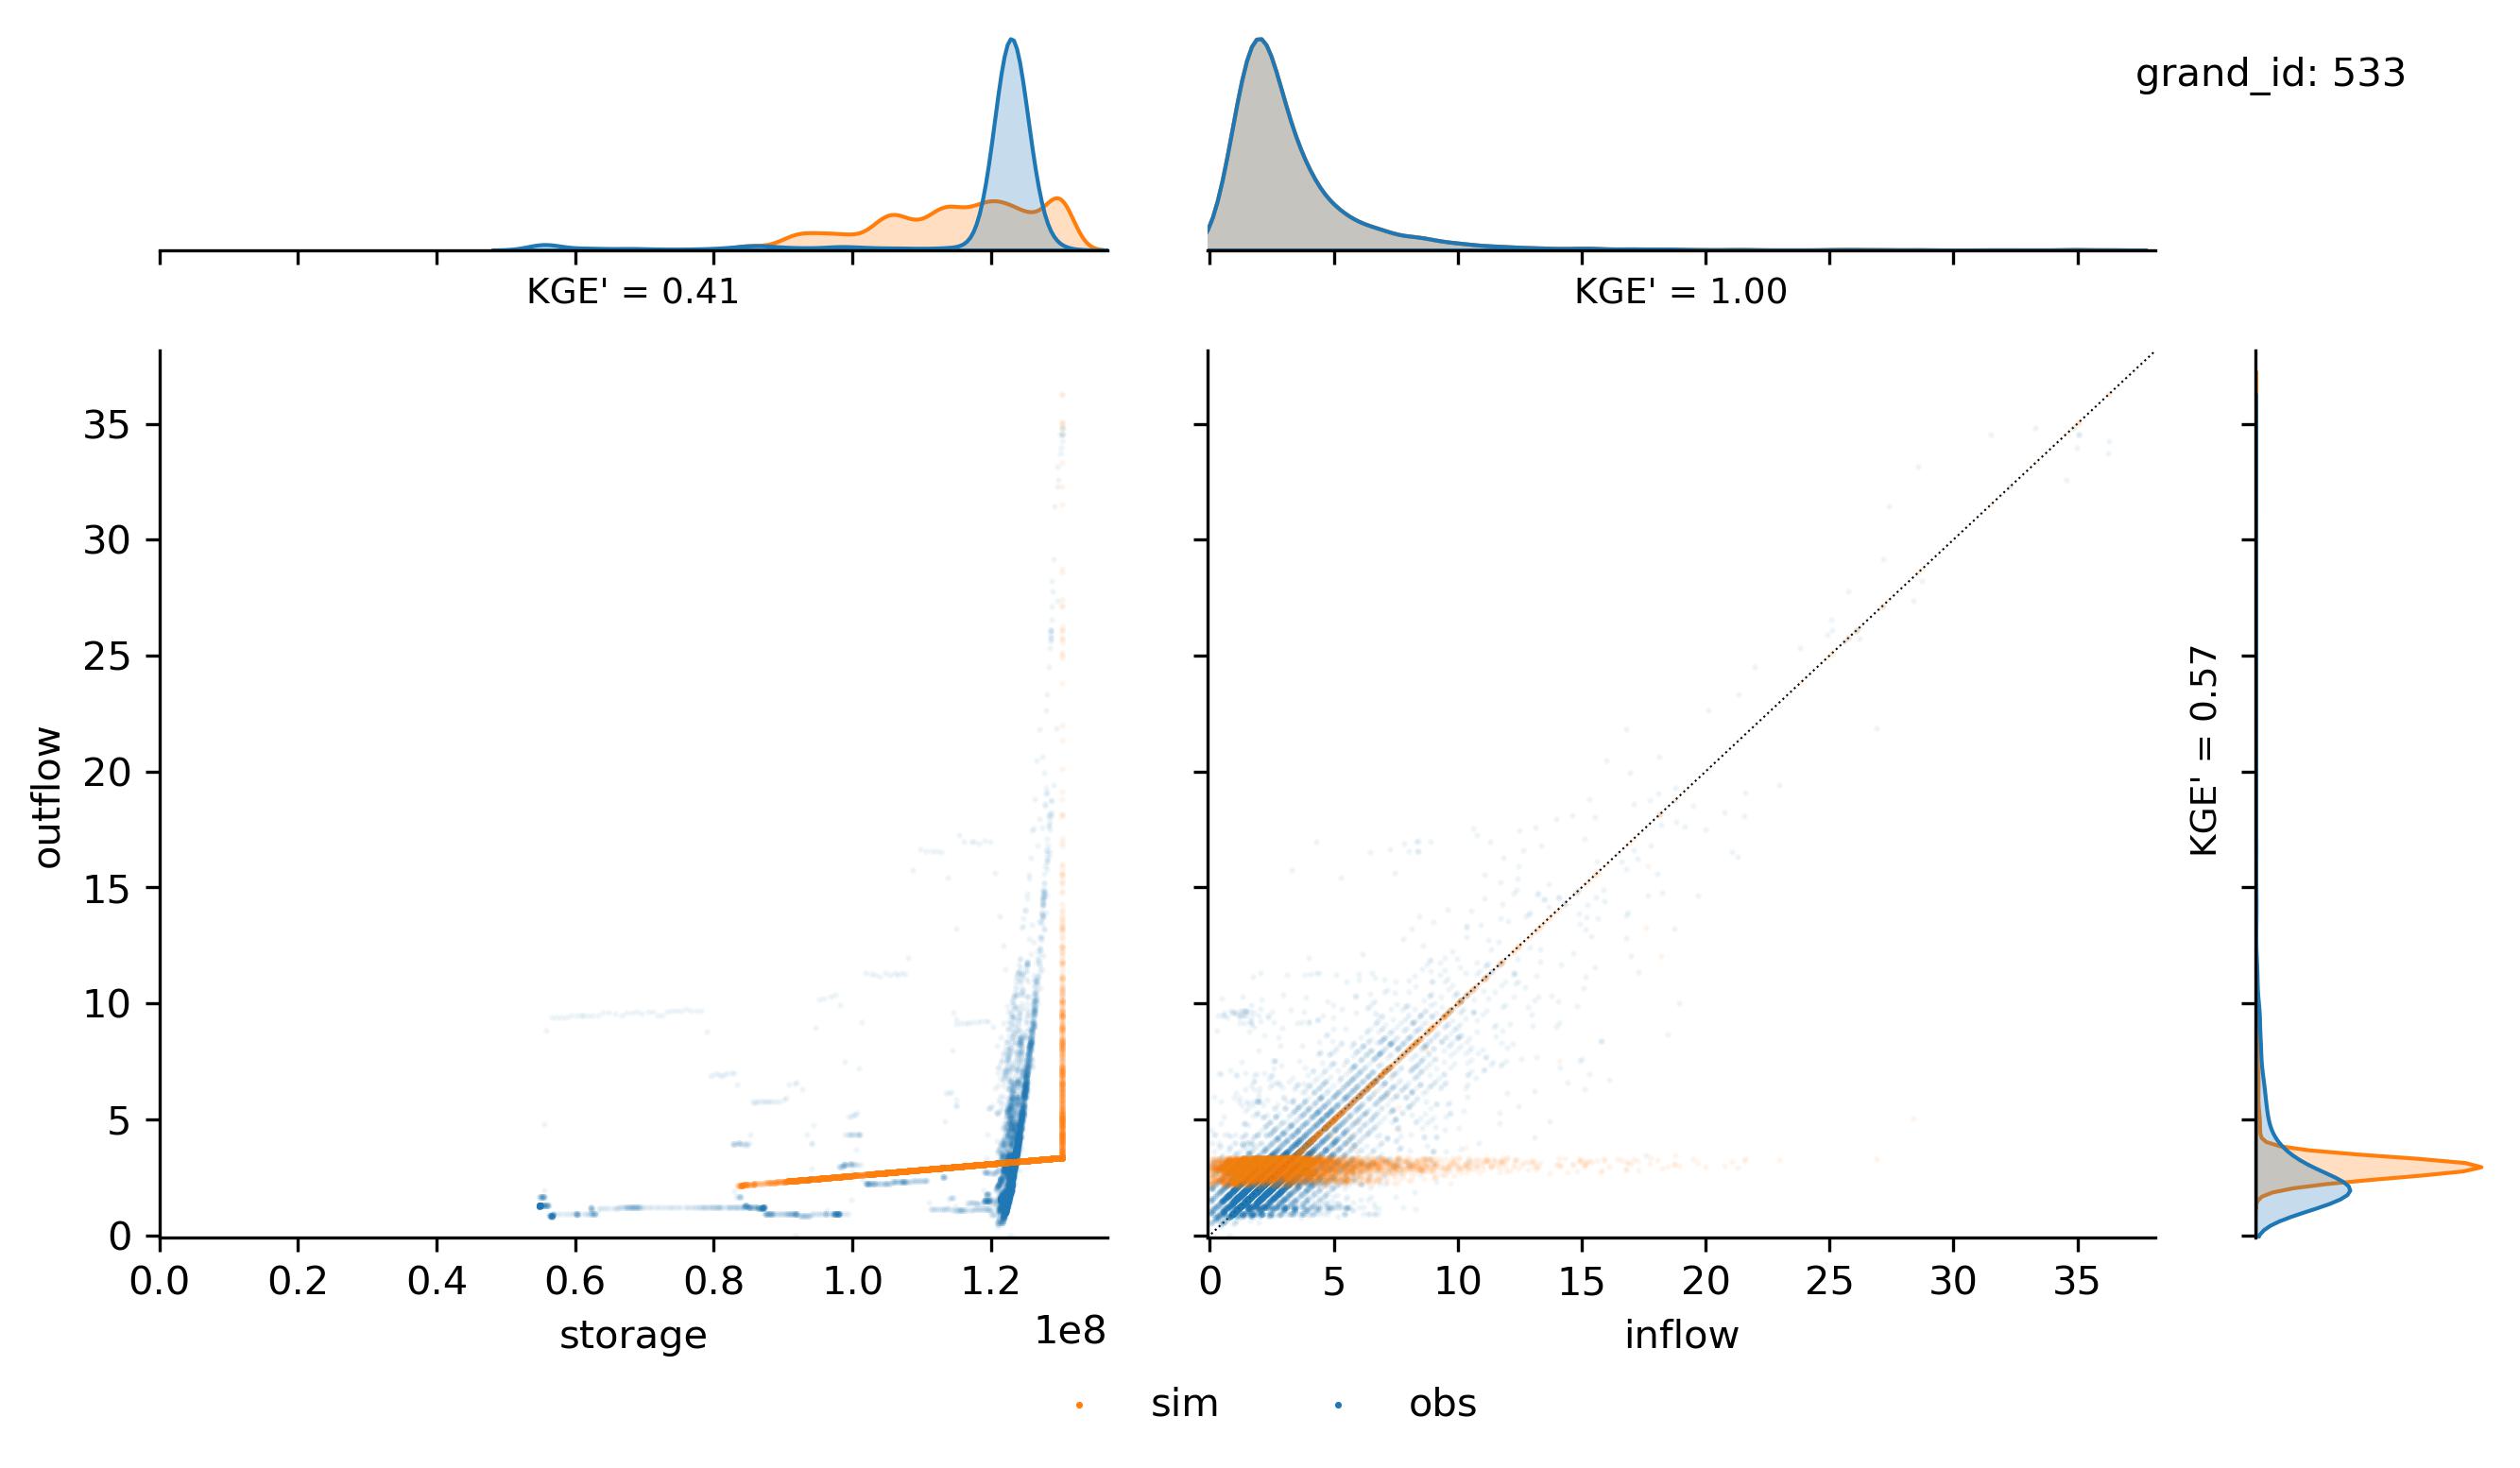 grand_id: 533
KGE' = 0.41
KGE' = 1.00
35
30
25
20
15
10
5
0
outflow
KGE' = 0.57
0.0 0.2 0.4 0.6 0.8 1.0 1.2
0 5 10 15 20 25 30 35
storage
1e8
inflow
sim
obs